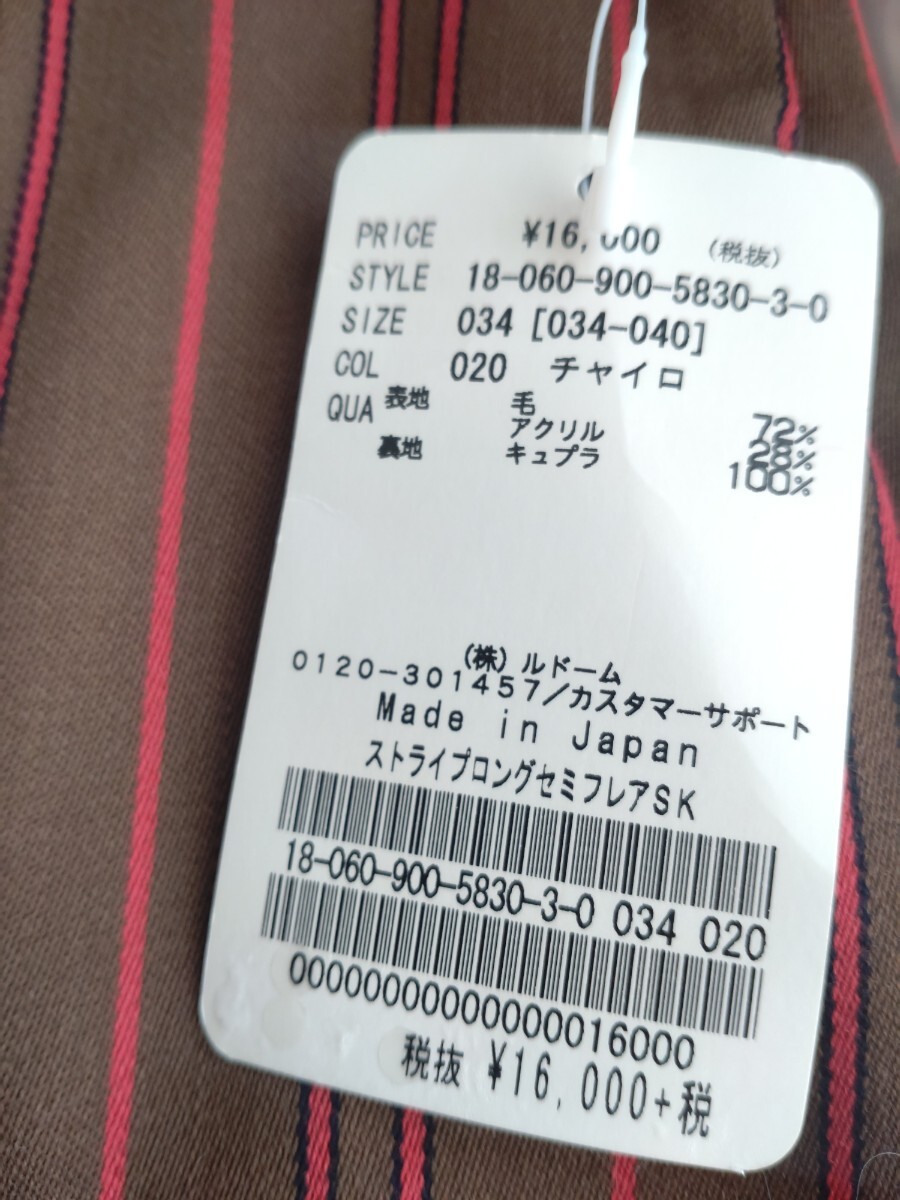 PRICE ¥16,000 (税抜)
STYLE 18-060-900-5830-3-0
SIZE 034 [034-040]
COL 020 チャイロ
QUA 表地 毛 72%
アクリル 28%
裏地 キュプラ 100%
(株)ルドーム
0120-301457/カスタマーサポート
Made in Japan
ストライプロングセミフレアSK
18-060-900-5830-3-0 034 020
0000000000000016000
税抜 ¥16,000+税